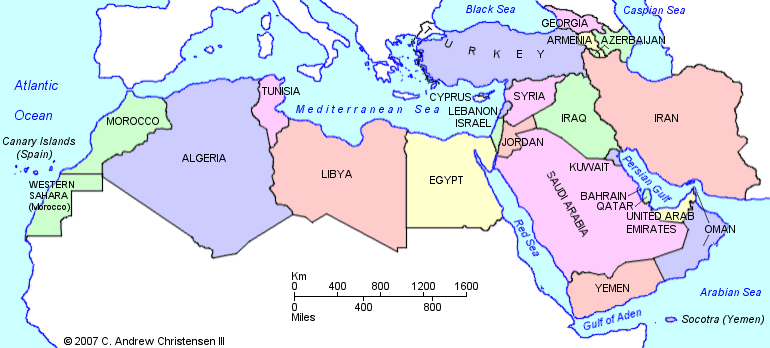 Black Sea
Caspian Sea
GEORGIA
ARMENIA
AZERBAIJAN
TURKEY
Atlantic
Ocean
TUNISIA
CYPRUS
SYRIA
Mediterranean Sea
LEBANON
ISRAEL
MOROCCO
IRAQ
IRAN
Canary Islands
(Spain)
JORDAN
ALGERIA
LIBYA
EGYPT
KUWAIT
Persian Gulf
WESTERN
SAHARA
(Morocco)
SAUDI ARABIA
BAHRAIN
QATAR
UNITED ARAB
EMIRATES
OMAN
Red Sea
Km
0 400 800 1200 1600
0 400 800
Miles
YEMEN
Arabian Sea
Gulf of Aden
Socotra (Yemen)
© 2007 C. Andrew Christensen III